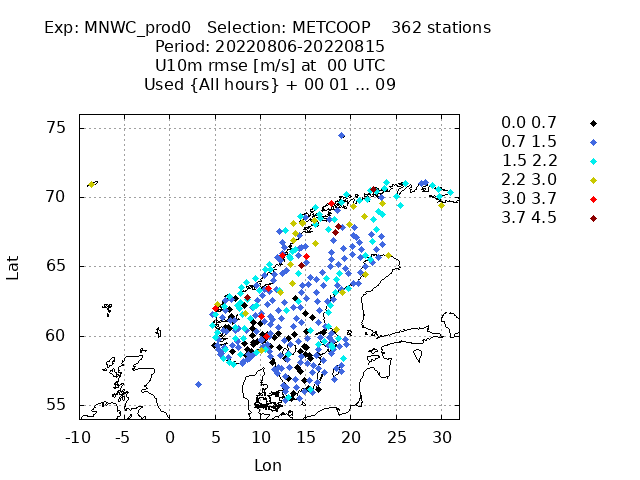 Exp: MNWC_prod0   Selection: METCOOP    362 stations
Period: 20220806-20220815
U10m rmse [m/s] at  00 UTC
Used {All hours} + 00 01 ... 09
0.0 0.7
0.7 1.5
1.5 2.2
2.2 3.0
3.0 3.7
3.7 4.5
75
70
65
60
55
Lat
-10 -5 0 5 10 15 20 25 30
Lon